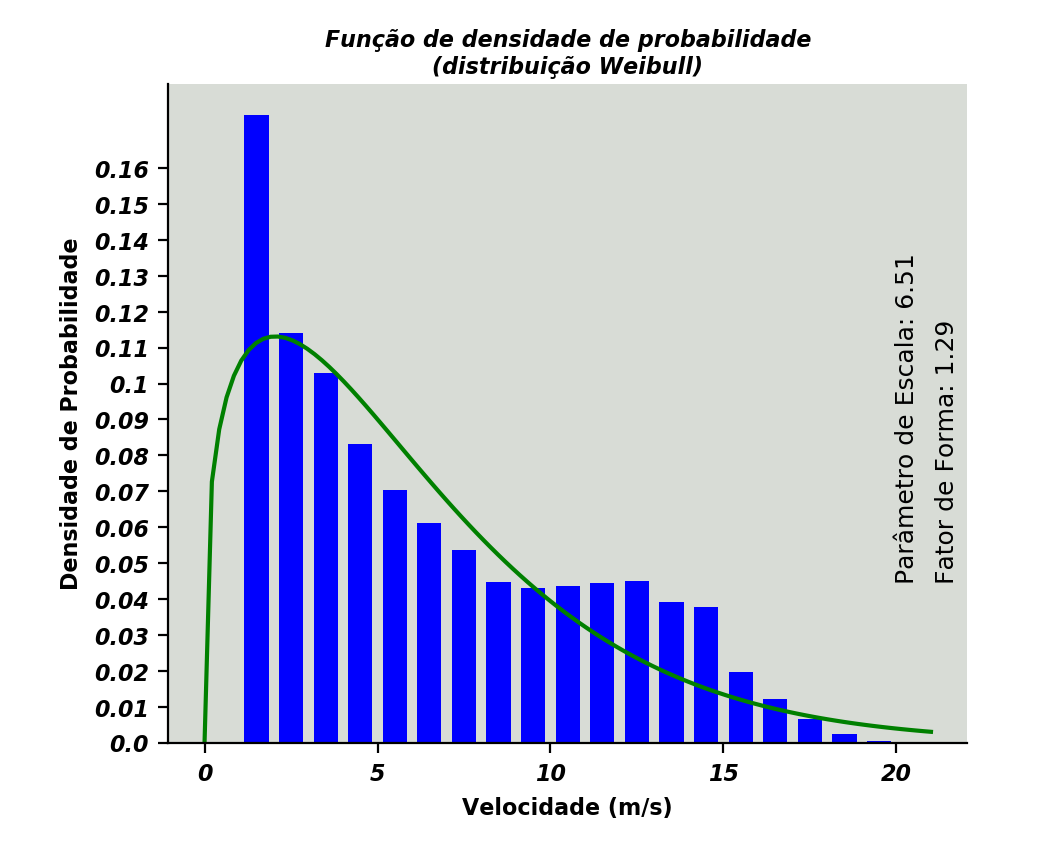 Função de densidade de probabilidade
(distribuição Weibull)
0.16
0.15
0.14
0.13
0.12
0.11
0.1
0.09
0.08
0.07
0.06
0.05
0.04
0.03
0.02
0.01
0.0
Densidade de Probabilidade
Parâmetro de Escala: 6.51
Fator de Forma: 1.29
0 5 10 15 20
Velocidade (m/s)